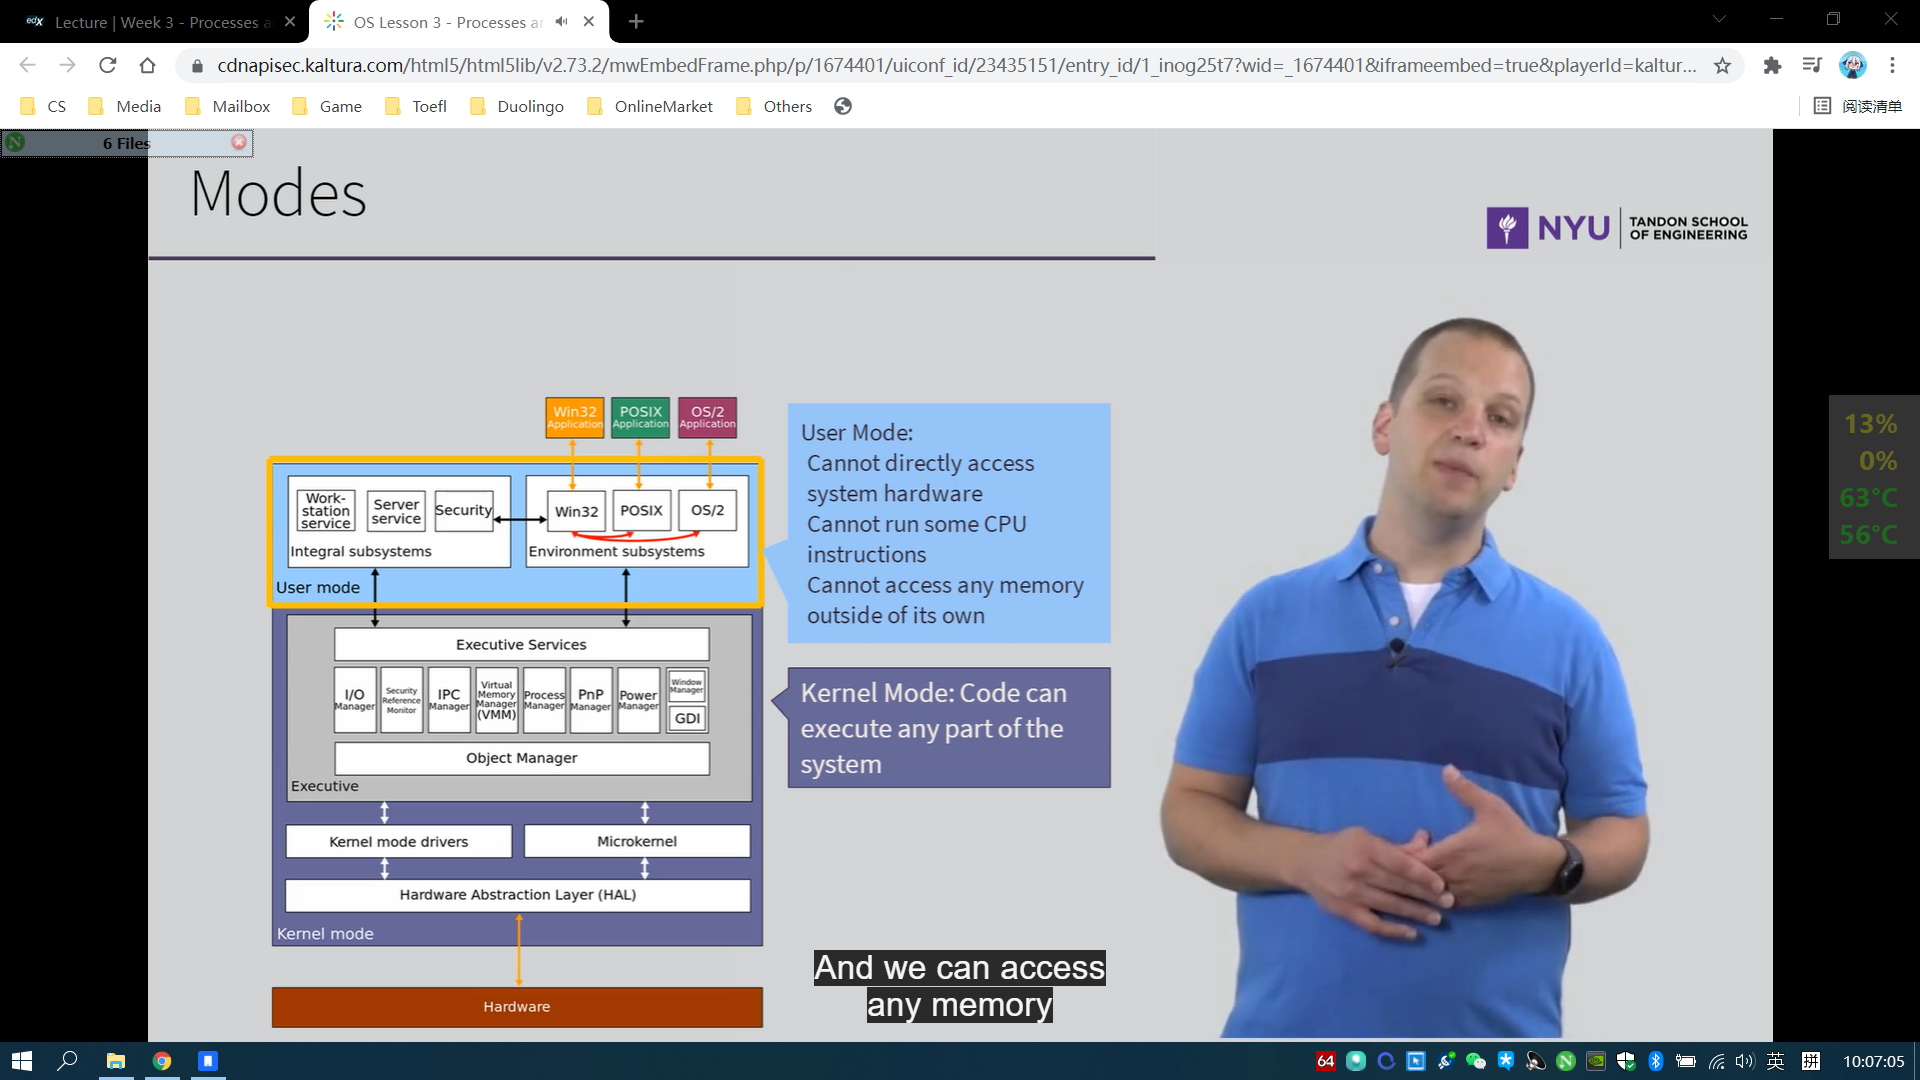 edX Lecture | Week 3 - Processes a
OS Lesson 3 - Processes ar
cdnapisec.kaltura.com/html5/html5lib/v2.73.2/mwEmbedFrame.php/p/1674401/uiconf_id/23435151/entry_id/1_inog25t7?wid=_1674401&iframeembed=true&playerId=kaltur...
CS Media Mailbox Game Toefl Duolingo OnlineMarket Others 阅读清单
6 Files
Modes
NYU TANDON SCHOOL
OF ENGINEERING
Win32
Application
POSIX
Application
OS/2
Application
Work-
station
service
Server
service
Security
Integral subsystems
Win32
POSIX
OS/2
Environment subsystems
User mode
Executive Services
I/O
Manager
Security
Reference
Monitor
IPC
Manager
Virtual
Memory
Manager
(VMM)
Process
Manager
PnP
Manager
Power
Manager
Window
Manager
GDI
Object Manager
Executive
Kernel mode drivers
Microkernel
Hardware Abstraction Layer (HAL)
Kernel mode
Hardware
User Mode:
Cannot directly access
system hardware
Cannot run some CPU
instructions
Cannot access any memory
outside of its own
Kernel Mode: Code can
execute any part of the
system
13%
0%
63°C
56°C
And we can access
any memory
64
英
拼
10:07:05